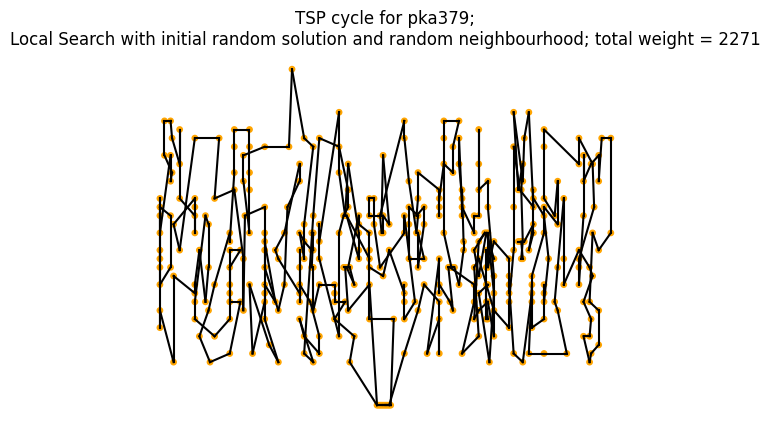 TSP cycle for pka379;
Local Search with initial random solution and random neighbourhood; total weight = 2271